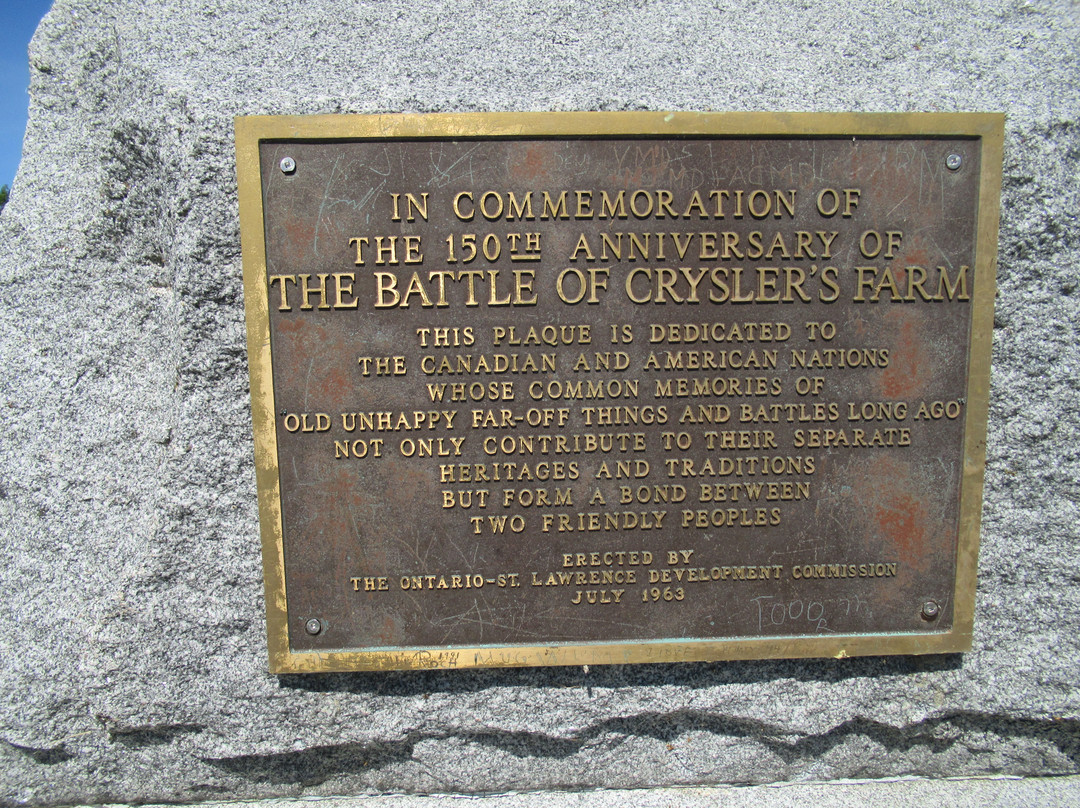 IN COMMEMORATION OF
THE 150TH ANNIVERSARY OF
THE BATTLE OF CRYSLER'S FARM
THIS PLAQUE IS DEDICATED TO
THE CANADIAN AND AMERICAN NATIONS
WHOSE COMMON MEMORIES OF
"OLD UNHAPPY FAR-OFF THINGS AND BATTLES LONG AGO"
NOT ONLY CONTRIBUTE TO THEIR SEPARATE
HERITAGES AND TRADITIONS
BUT FORM A BOND BETWEEN
TWO FRIENDLY PEOPLES
ERECTED BY
THE ONTARIO-ST. LAWRENCE DEVELOPMENT COMMISSION
JULY 1963